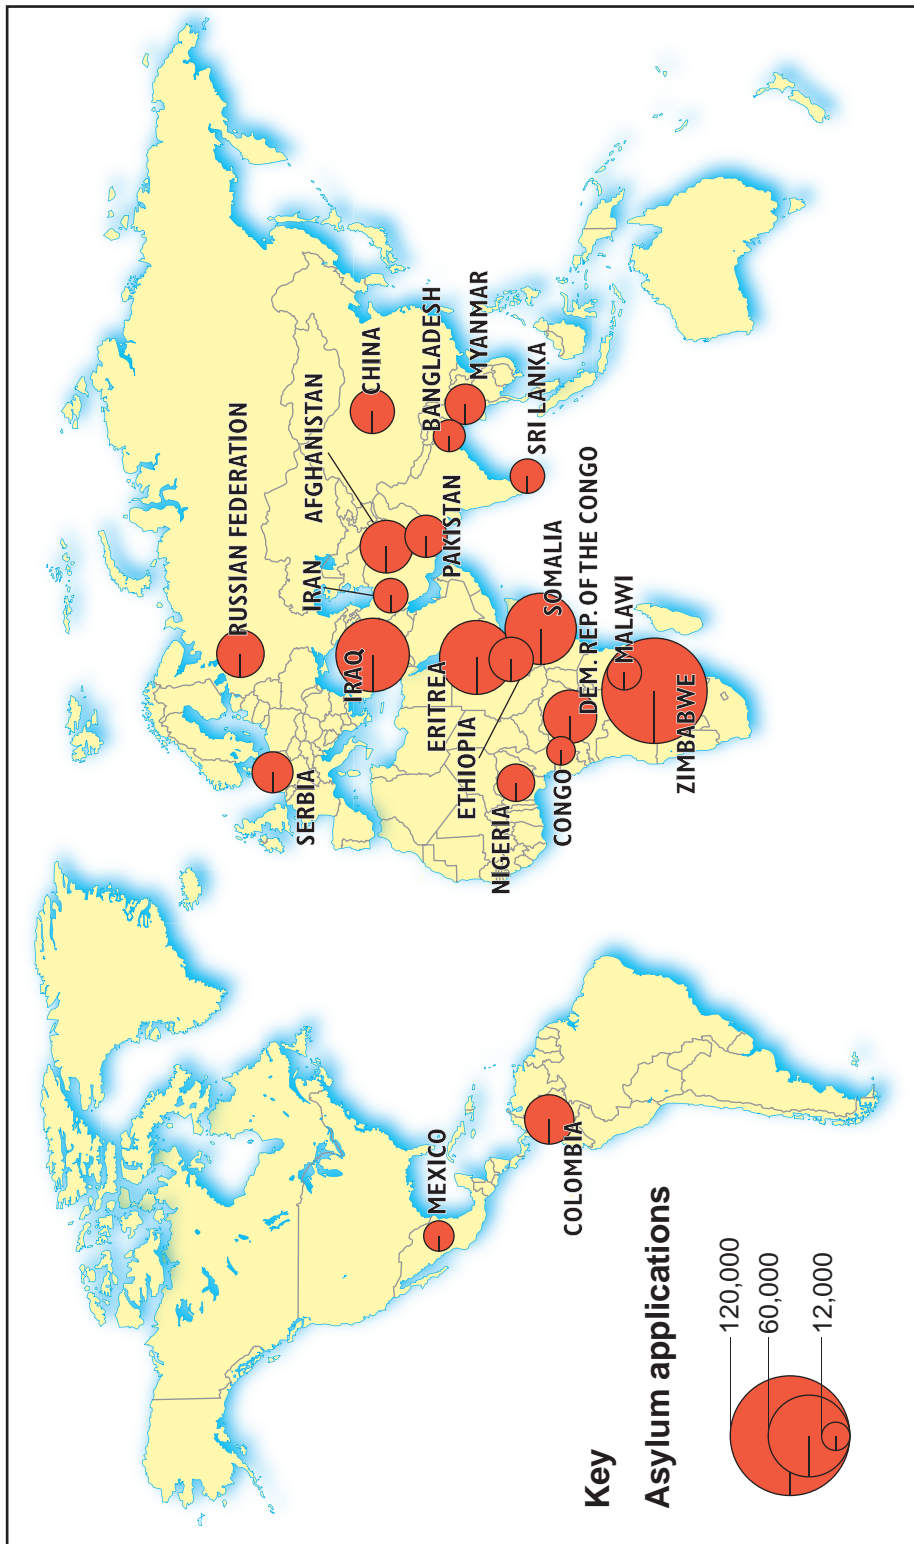 RUSSIAN FEDERATION
SERBIA
AFGHANISTAN
CHINA
IRAN
IRAQ
BANGLADESH
MYANMAR
PAKISTAN
SRI LANKA
ERITREA
ETHIOPIA
SOMALIA
NIGERIA
CONGO
DEM. REP. OF THE CONGO
MALAWI
ZIMBABWE
MEXICO
COLOMBIA
Key
Asylum applications
120,000
60,000
12,000